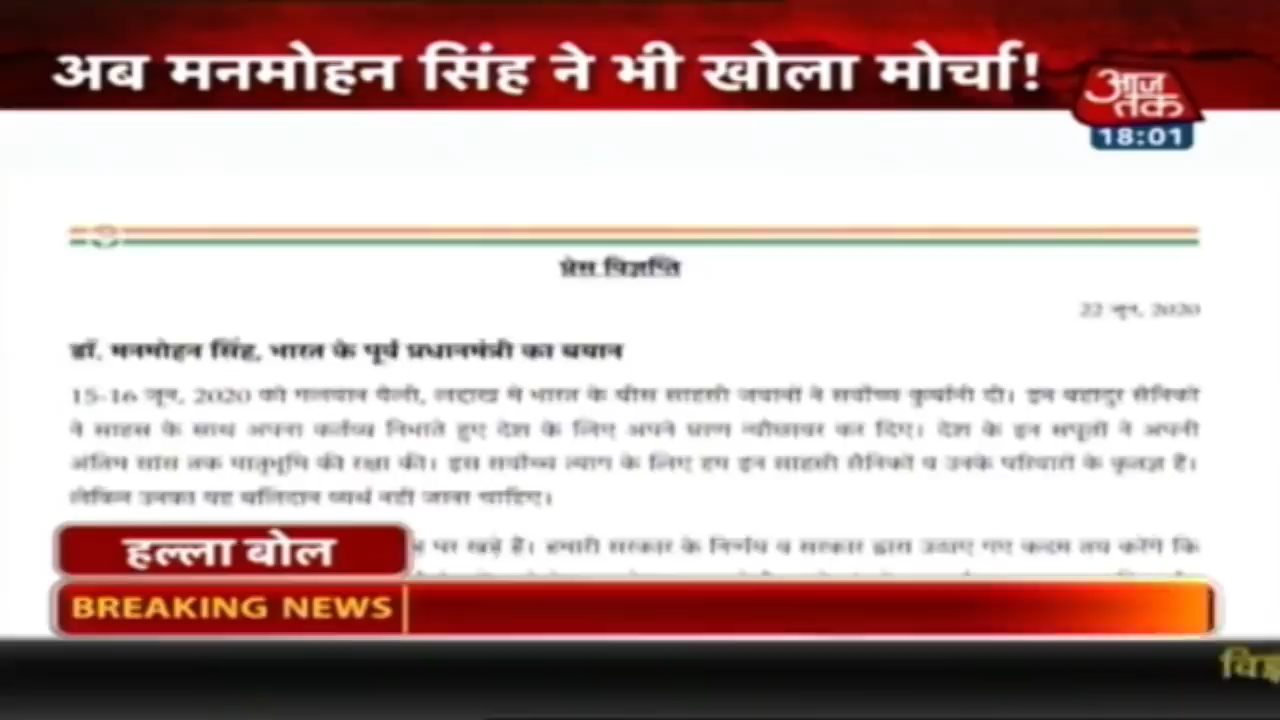 अब मनमोहन सिंह ने भी खोला मोर्चा!
आज
तक
18:01
प्रेस विज्ञप्ति
22 जून, 2020
डॉ. मनमोहन सिंह, भारत के पूर्व प्रधानमंत्री का बयान
15-16 जून, 2020 को गलवान वैली, लद्दाख में भारत के बीस साहसी जवानों ने सर्वोच्च कुर्बानी दी। इन बहादुर सैनिकों
ने साहस के साथ अपना कर्तव्य निभाते हुए देश के लिए अपने प्राण न्यौछावर कर दिए। देश के इन सपूतों ने अपनी
अंतिम सांस तक मातृभूमि की रक्षा की। इस सर्वोच्च त्याग के लिए हम इन साहसी सैनिकों व उनके परिवारों के कृतज्ञ हैं।
लेकिन उनका यह बलिदान व्यर्थ नहीं जाना चाहिए।
पर खड़े हैं। हमारी सरकार के निर्णय व सरकार द्वारा उठाए गए कदम तय करेंगे कि
हल्ला बोल
BREAKING NEWS